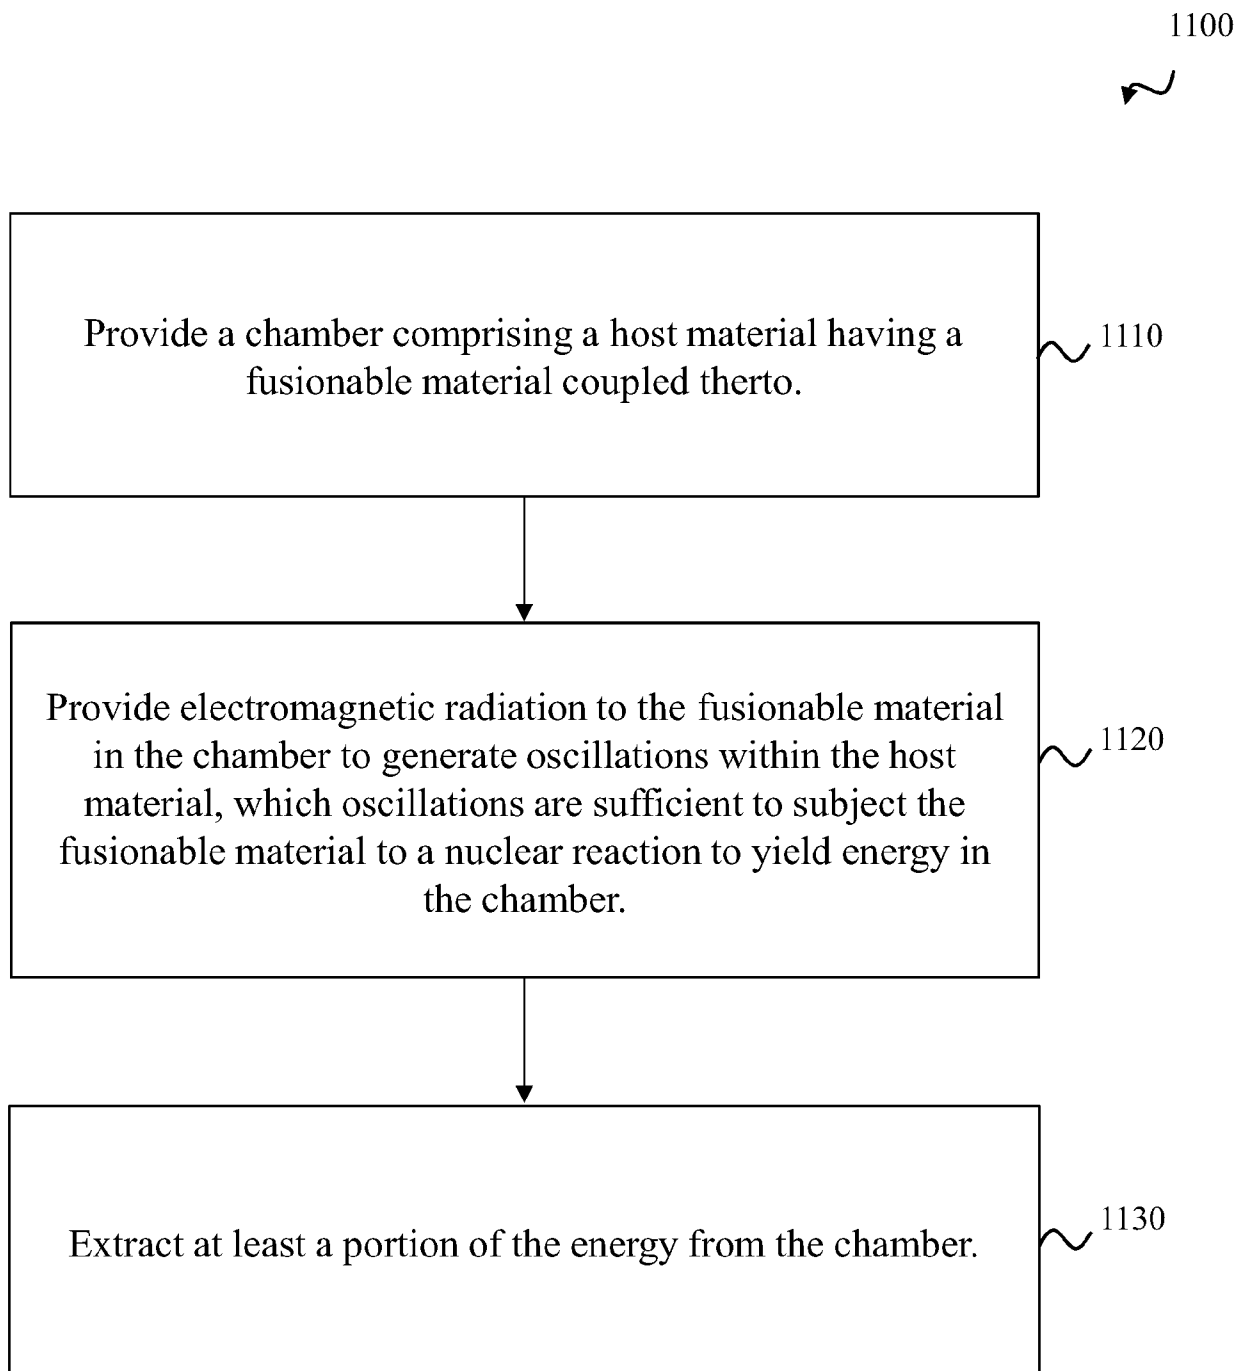 1100
Provide a chamber comprising a host material having a
fusionable material coupled therto.
1110
Provide electromagnetic radiation to the fusionable material
in the chamber to generate oscillations within the host
material, which oscillations are sufficient to subject the
fusionable material to a nuclear reaction to yield energy in
the chamber.
1120
Extract at least a portion of the energy from the chamber.
1130